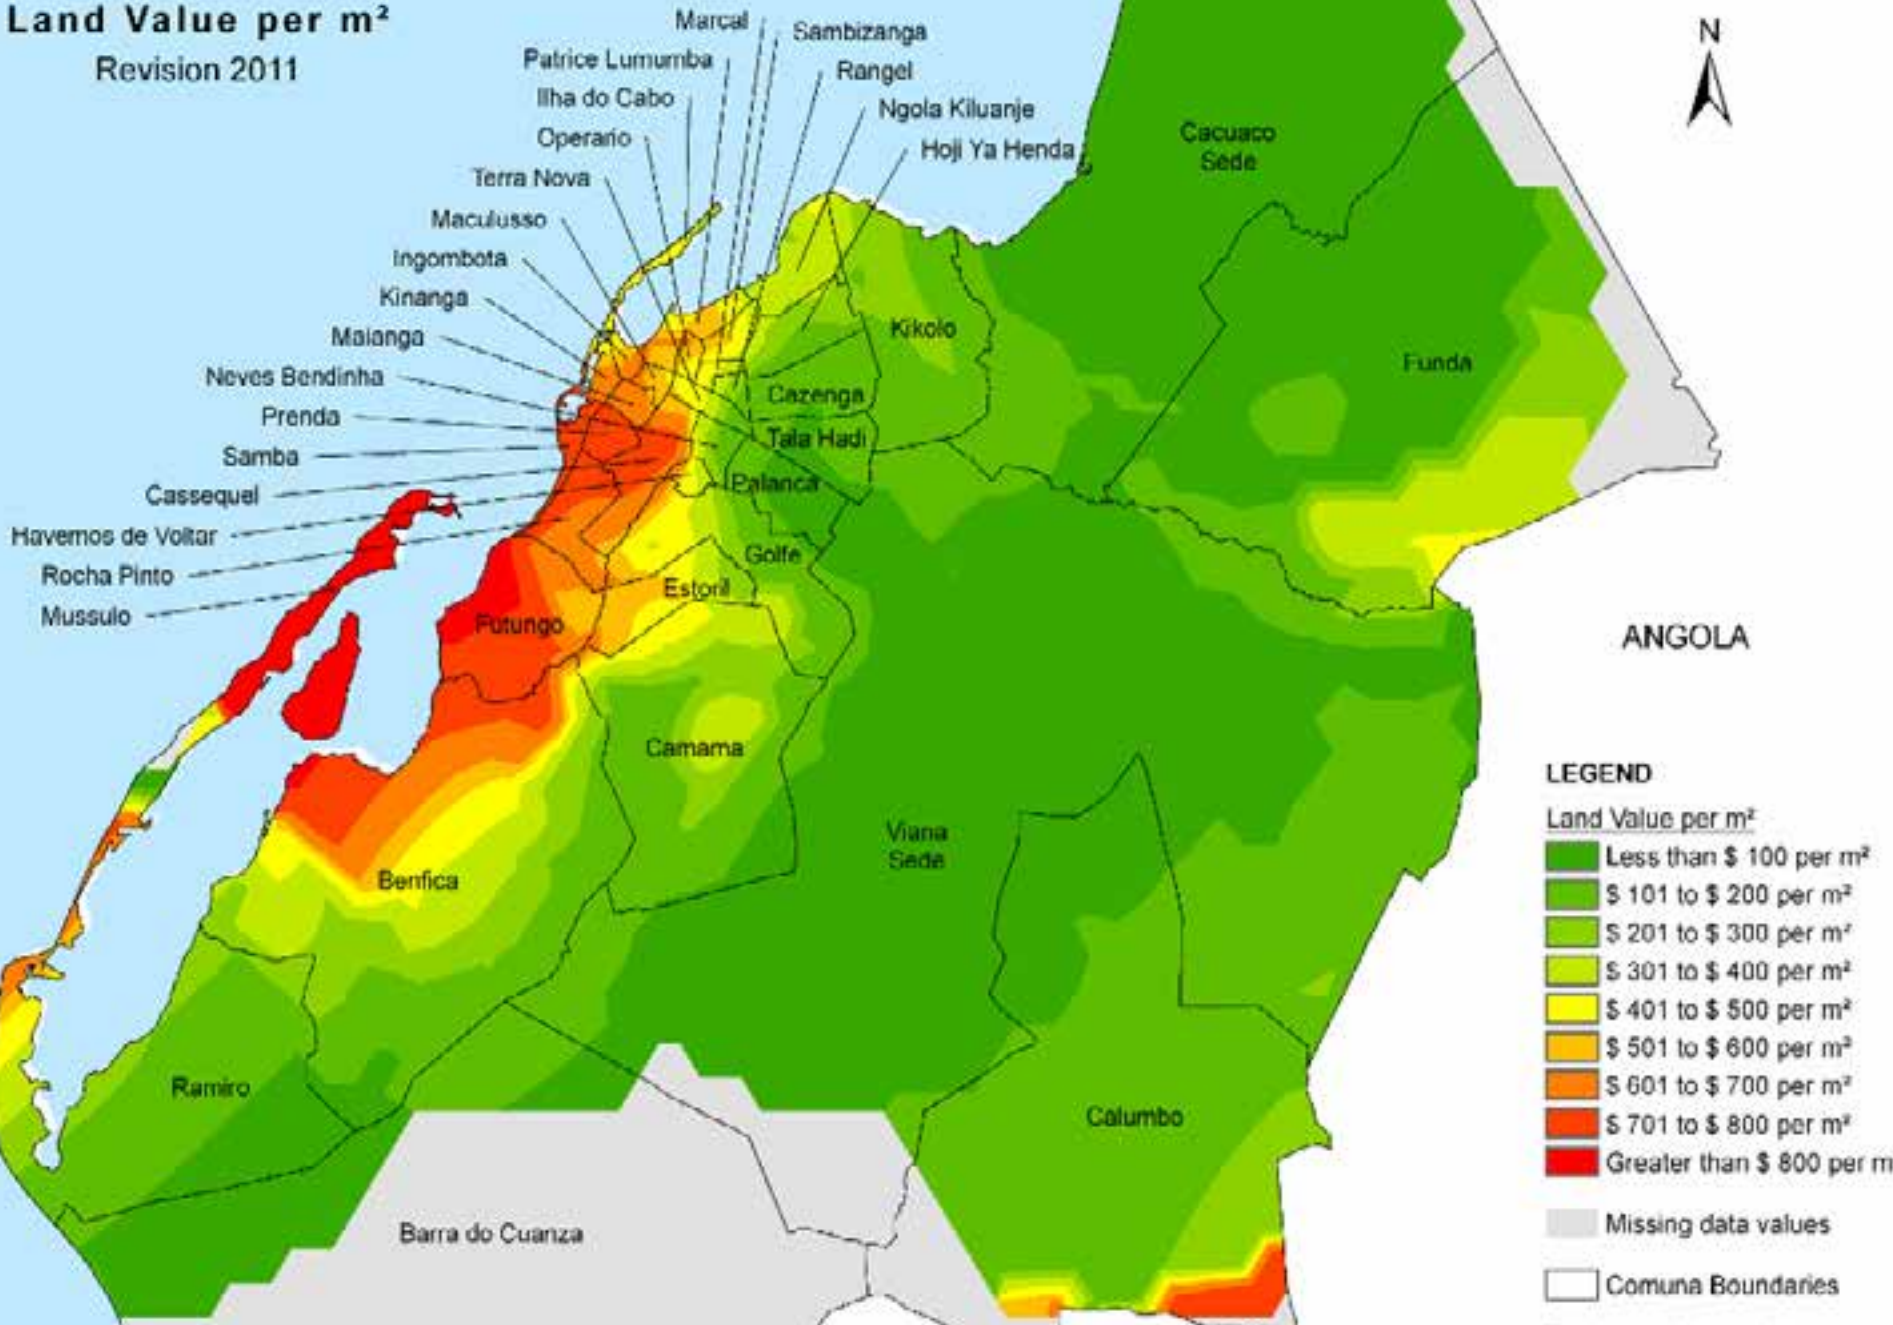 Land Value per m²
Revision 2011
Marcal
Sambizanga
Patrice Lumumba
Rangel
Ilha do Cabo
Ngola Kiluanje
Operario
Hoji Ya Henda
Terra Nova
Maculusso
Ingombota
Kinanga
Maianga
Neves Bendinha
Prenda
Samba
Cassequel
Havemos de Voltar
Rocha Pinto
Mussulo
N
Cacuaco
Sede
Kikolo
Funda
Cazenga
Tala Hadi
Palanca
Golfe
Estoril
Futungo
ANGOLA
Camama
Viana
Sede
Benfica
Ramiro
Calumbo
Barra do Cuanza
LEGEND
Land Value per m²
Less than $ 100 per m²
$ 101 to $ 200 per m²
$ 201 to $ 300 per m²
$ 301 to $ 400 per m²
$ 401 to $ 500 per m²
$ 501 to $ 600 per m²
$ 601 to $ 700 per m²
$ 701 to $ 800 per m²
Greater than $ 800 per m
Missing data values
Comuna Boundaries